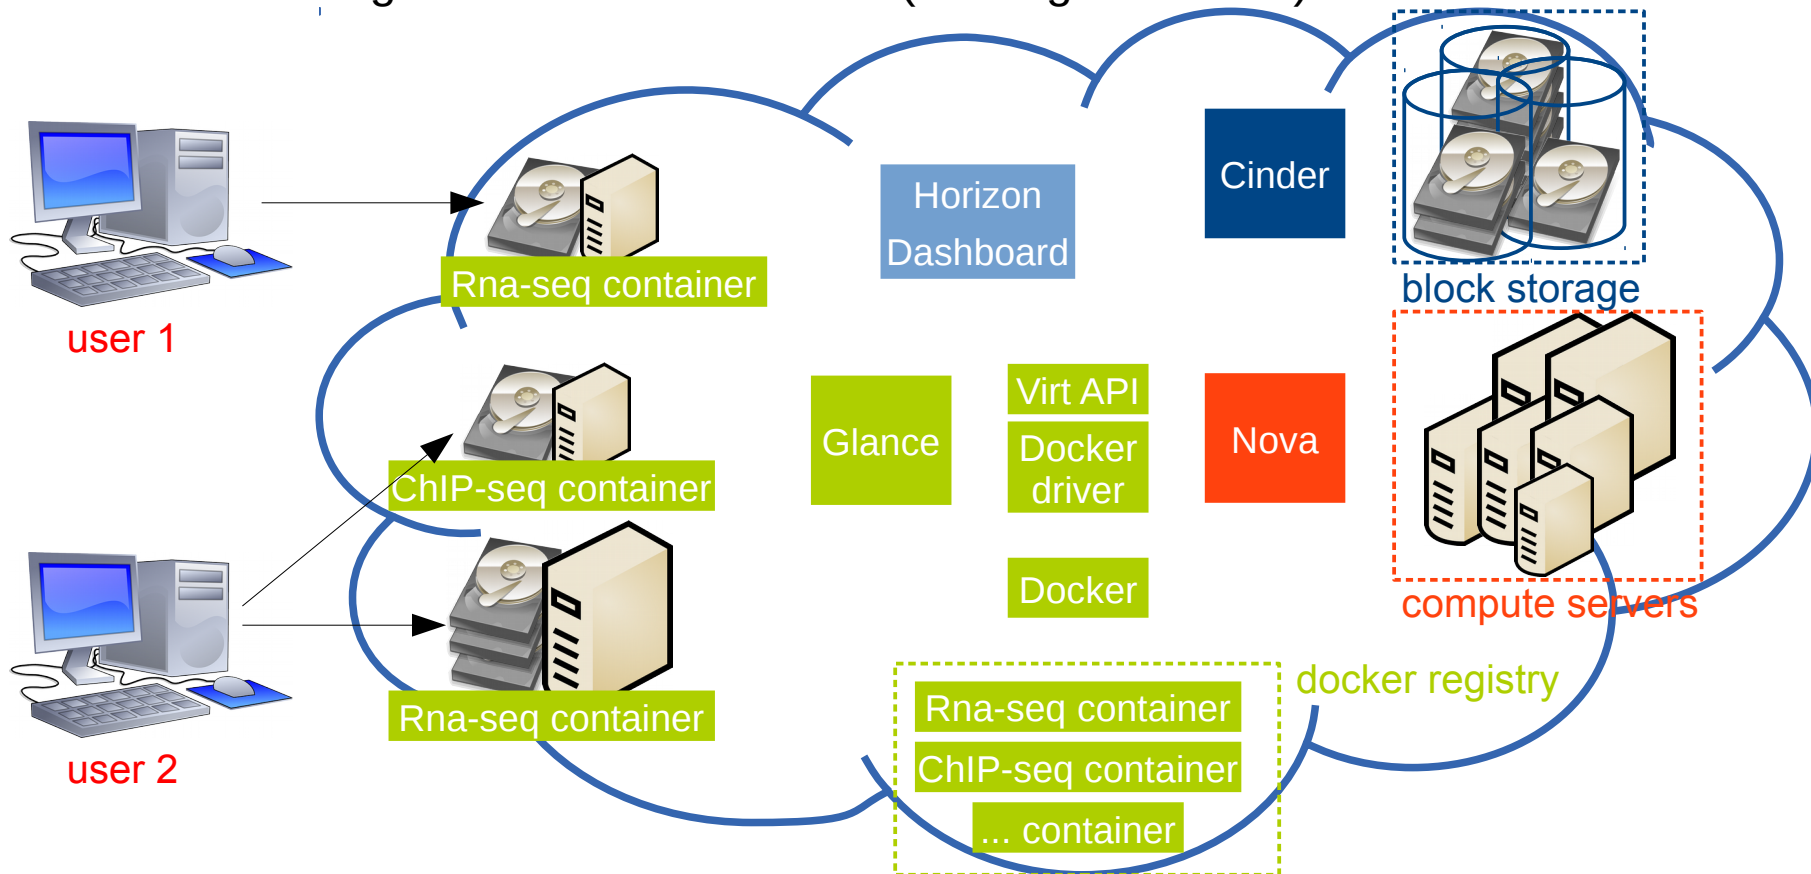 Horizon
Dashboard
Cinder
Rna-seq container
block storage
user 1
Virt API
Glance
Docker
driver
Nova
ChIP-seq container
Docker
compute servers
docker registry
Rna-seq container
Rna-seq container
user 2
ChIP-seq container
... container